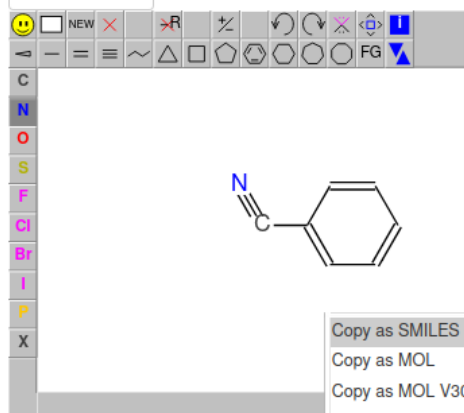 NEW R +/- i
FG
C
N
O
S
F
Cl
Br
I
P
X
N
C
Copy as SMILES
Copy as MOL
Copy as MOL V30